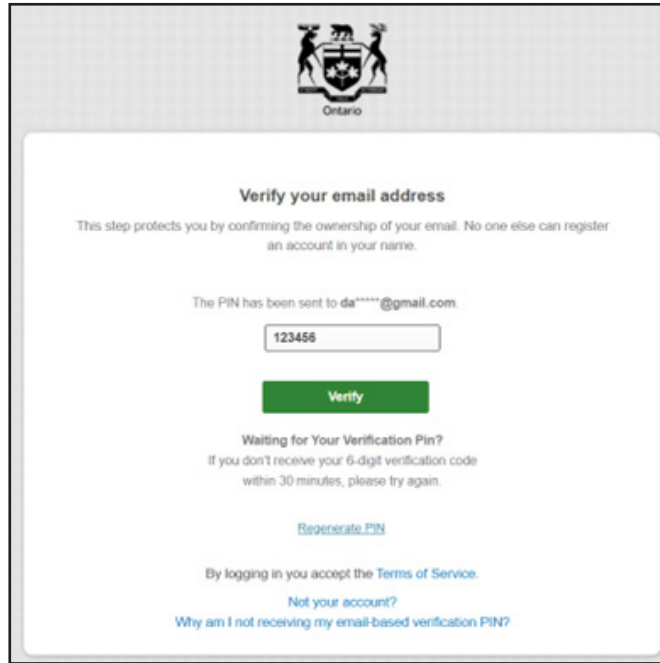 Ontario
Verify your email address
This step protects you by confirming the ownership of your email. No one else can register
an account in your name.
The PIN has been sent to da*****@gmail.com.
123456
Verify
Waiting for Your Verification Pin?
If you don't receive your 6-digit verification code
within 30 minutes, please try again.
Regenerate PIN
By logging in you accept the Terms of Service.
Not your account?
Why am I not receiving my email-based verification PIN?